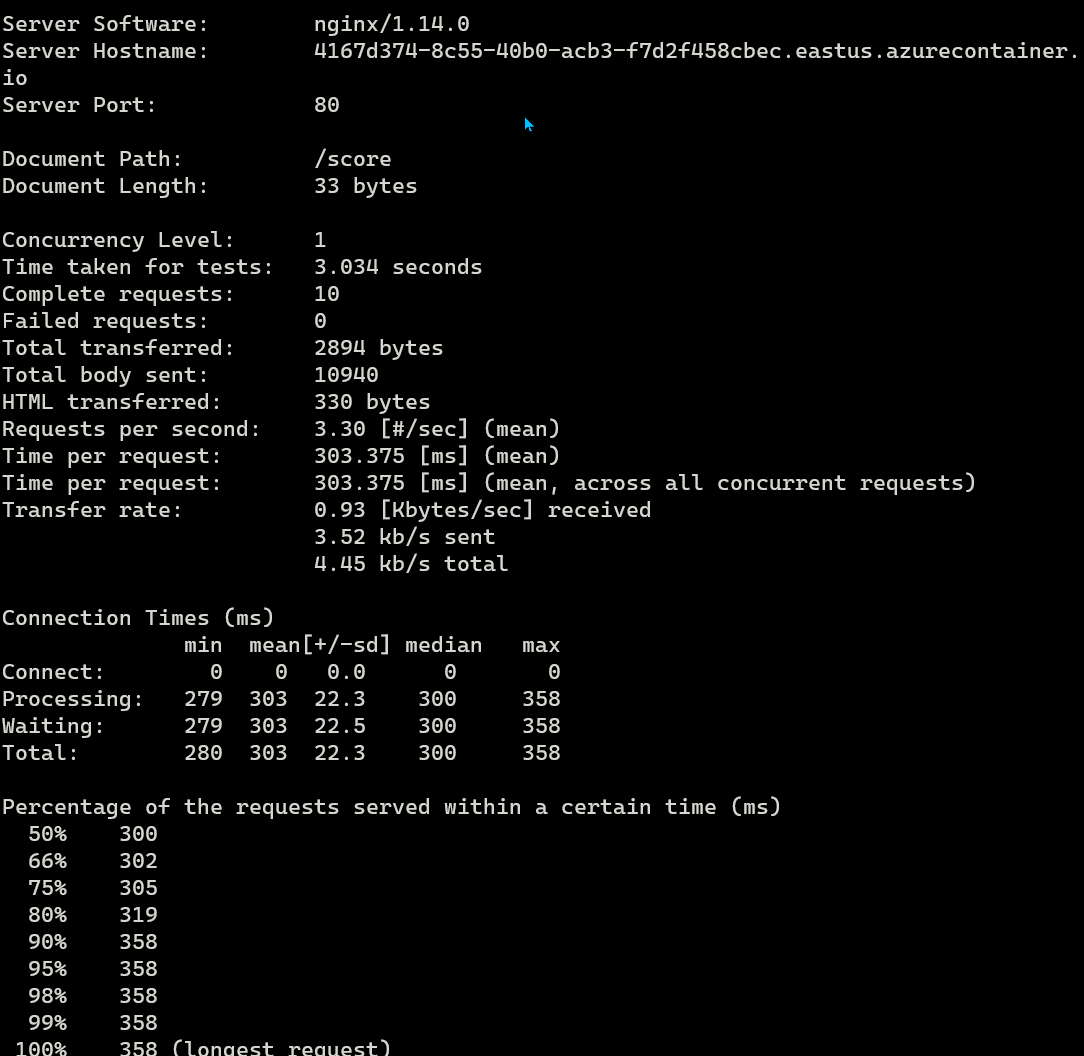 Server Software:        nginx/1.14.0
Server Hostname:        4167d374-8c55-40b0-acb3-f7d2f458cbec.eastus.azurecontainer.
io
Server Port:            80

Document Path:          /score
Document Length:        33 bytes

Concurrency Level:      1
Time taken for tests:   3.034 seconds
Complete requests:      10
Failed requests:        0
Total transferred:      2894 bytes
Total body sent:        10940
HTML transferred:       330 bytes
Requests per second:    3.30 [#/sec] (mean)
Time per request:       303.375 [ms] (mean)
Time per request:       303.375 [ms] (mean, across all concurrent requests)
Transfer rate:          0.93 [Kbytes/sec] received
                        3.52 kb/s sent
                        4.45 kb/s total

Connection Times (ms)
              min  mean[+/-sd] median   max
Connect:        0    0   0.0      0       0
Processing:   279  303  22.3    300     358
Waiting:      279  303  22.5    300     358
Total:        280  303  22.3    300     358

Percentage of the requests served within a certain time (ms)
  50%    300
  66%    302
  75%    305
  80%    319
  90%    358
  95%    358
  98%    358
  99%    358
 100%    358 (longest request)